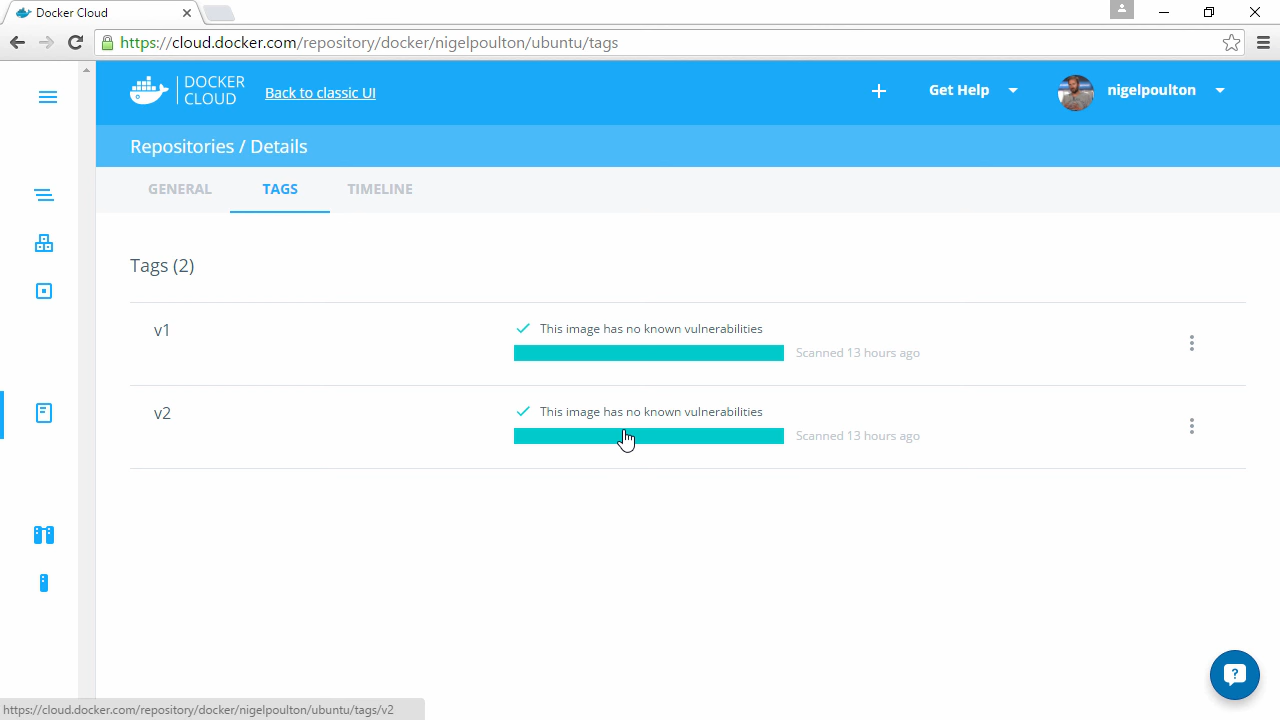 Docker Cloud
https://cloud.docker.com/repository/docker/nigelpoulton/ubuntu/tags
DOCKER
CLOUD
Back to classic UI
Get Help
nigelpoulton
Repositories / Details
GENERAL
TAGS
TIMELINE
Tags (2)
v1
This image has no known vulnerabilities
Scanned 13 hours ago
v2
This image has no known vulnerabilities
Scanned 13 hours ago
?
https://cloud.docker.com/repository/docker/nigelpoulton/ubuntu/tags/v2